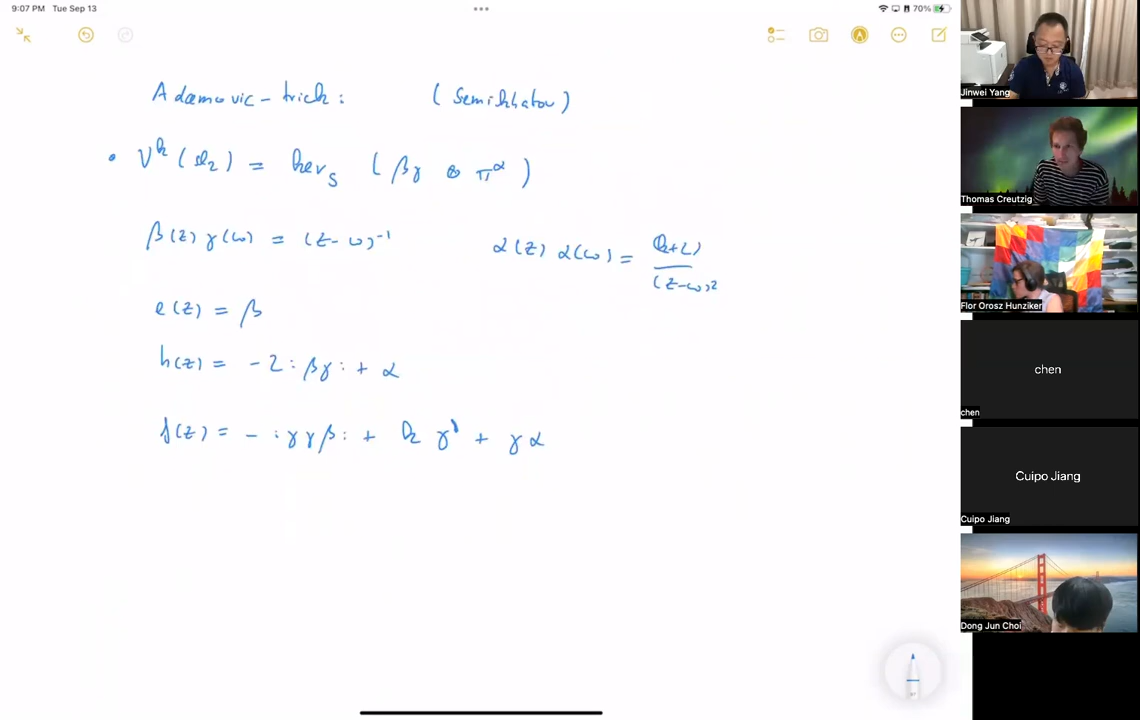 9:07 PM Tue Sep 13
70%
Adamovic-trick: (Semikhatov)
• V^k(sl_2) = ker_S (βγ ⊗ π^α)
β(z) γ(ω) = (z-ω)^-1
α(z) α(ω) = (k+2)/(z-ω)^2
e(z) = β
h(z) = -2:βγ: + α
f(z) = - :γγβ: + k γ' + γα
Jinwei Yang
Thomas Creutzig
Flor Orosz Hunziker
chen
chen
Cuipo Jiang
Cuipo Jiang
Dong Jun Choi